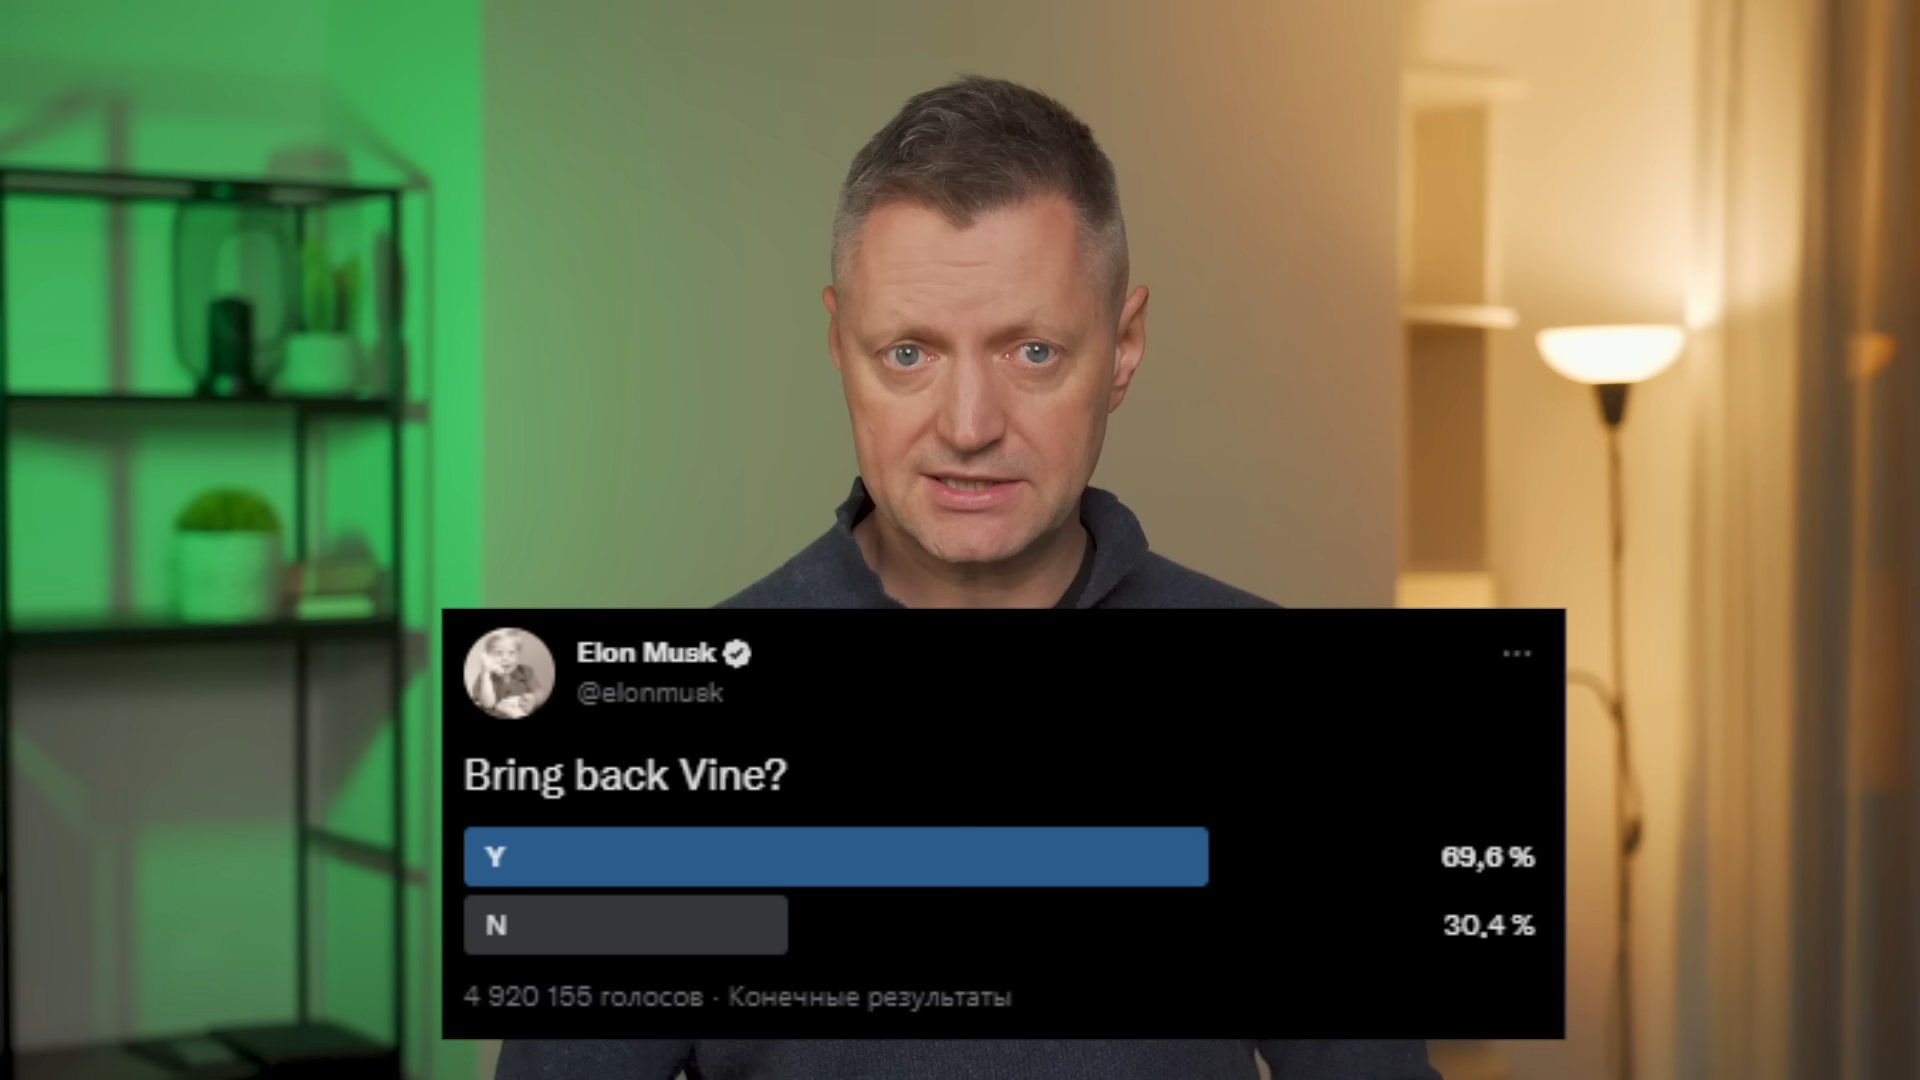 Elon Musk
@elonmusk
Bring back Vine?
Y 69,6 %
N 30,4 %
4 920 155 голосов · Конечные результаты